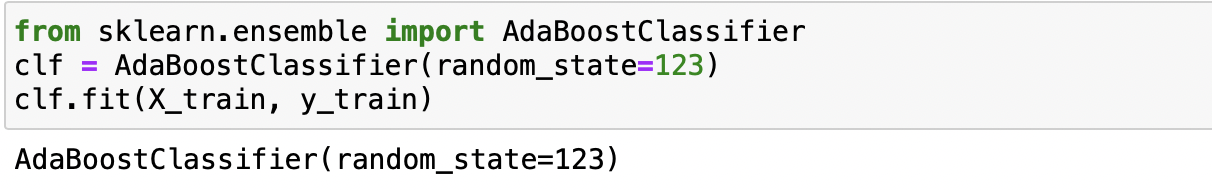 from sklearn.ensemble import AdaBoostClassifier
clf = AdaBoostClassifier(random_state=123)
clf.fit(X_train, y_train)
AdaBoostClassifier(random_state=123)